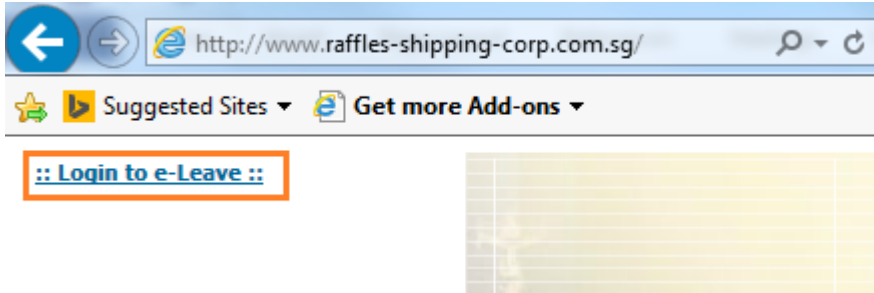 http://www.raffles-shipping-corp.com.sg/
Suggested Sites Get more Add-ons
:: Login to e-Leave ::